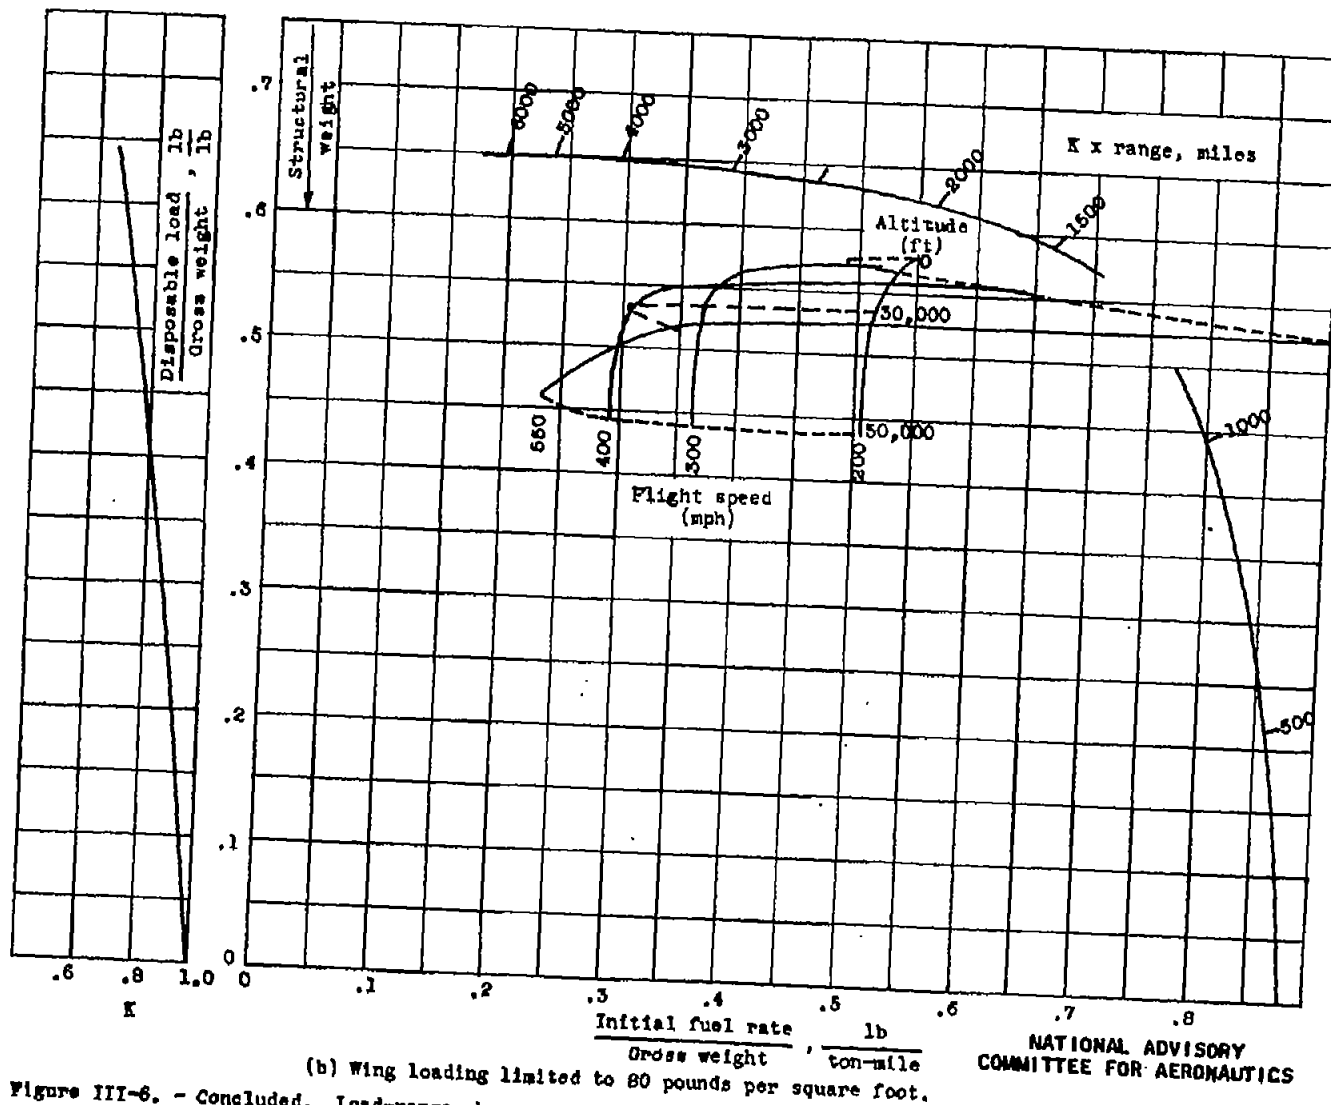 .7
Structural
weight
6000
5000
4000
3000
2000
1500
K x range, miles
Disposable load , lb
Gross weight lb
.6
Altitude
(ft)
0
30,000
.5
550
400
300
200
50,000
1000
.4
Flight speed
(mph)
.3
.2
500
.1
0
.6 .8 1.0
K
0 .1 .2 .3 .4 .5 .6 .7 .8
Initial fuel rate , lb
Gross weight ton-mile
NATIONAL ADVISORY
COMMITTEE FOR AERONAUTICS
(b) Wing loading limited to 80 pounds per square foot.
Figure III-6. - Concluded.